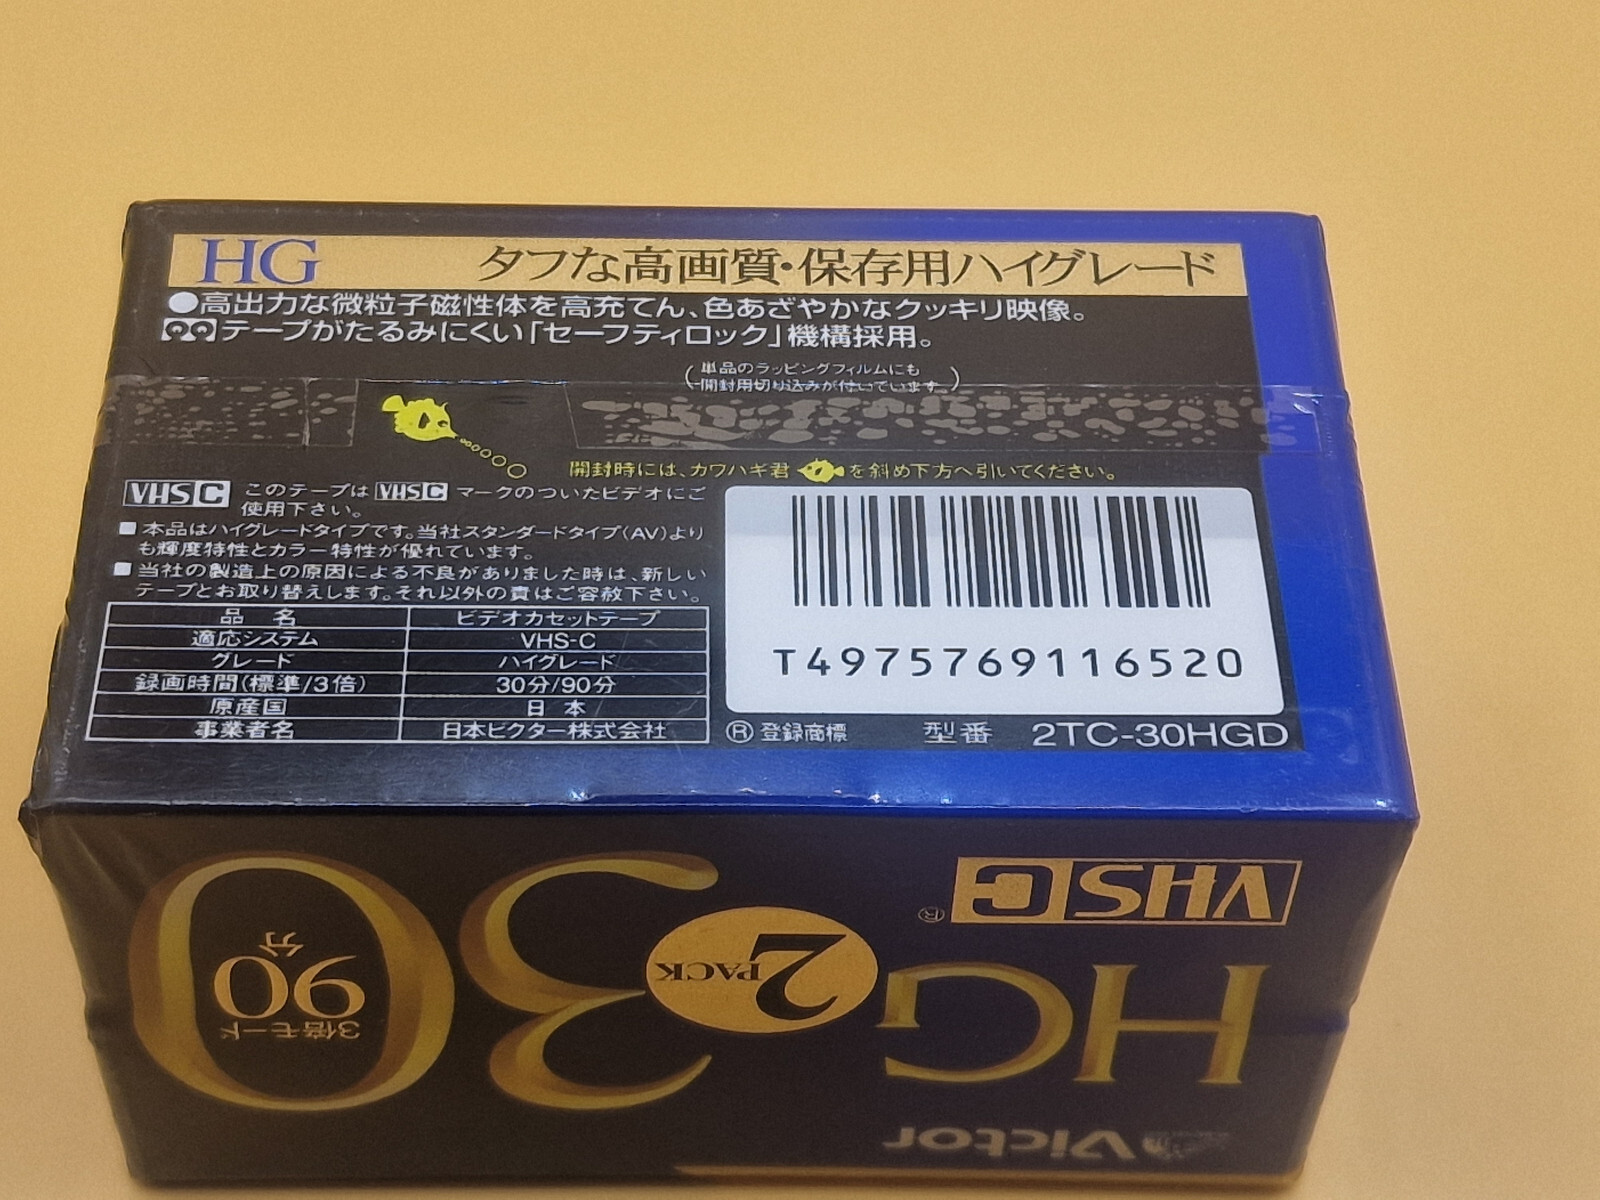 HG タフな高画質・保存用ハイグレード
●高出力な微粒子磁性体を高充てん、色あざやかなクッキリ映像。
テープがたるみにくい「セーフティロック」機構採用。
(単品のラッピングフィルムにも
開封用切り込みが付いています)
開封時には、カワハギ君を斜め下方へ引いてください。
VHSC このテープは VHSC マークのついたビデオにご
使用下さい。
■本品はハイグレードタイプです。当社スタンダードタイプ(AV)より
も輝度特性とカラー特性が優れています。
■当社の製造上の原因による不良がありました時は、新しい
テープとお取り替えします。それ以外の責はご容赦下さい。
品名 ビデオカセットテープ
適応システム VHS-C
グレード ハイグレード
録画時間(標準/3倍) 30分/90分
原産国 日本
事業者名 日本ビクター株式会社
T4975769116520
Ⓡ登録商標 型番 2TC-30HGD
Victor
HG
VHSC®
2 PACK
30
3倍モード
90分